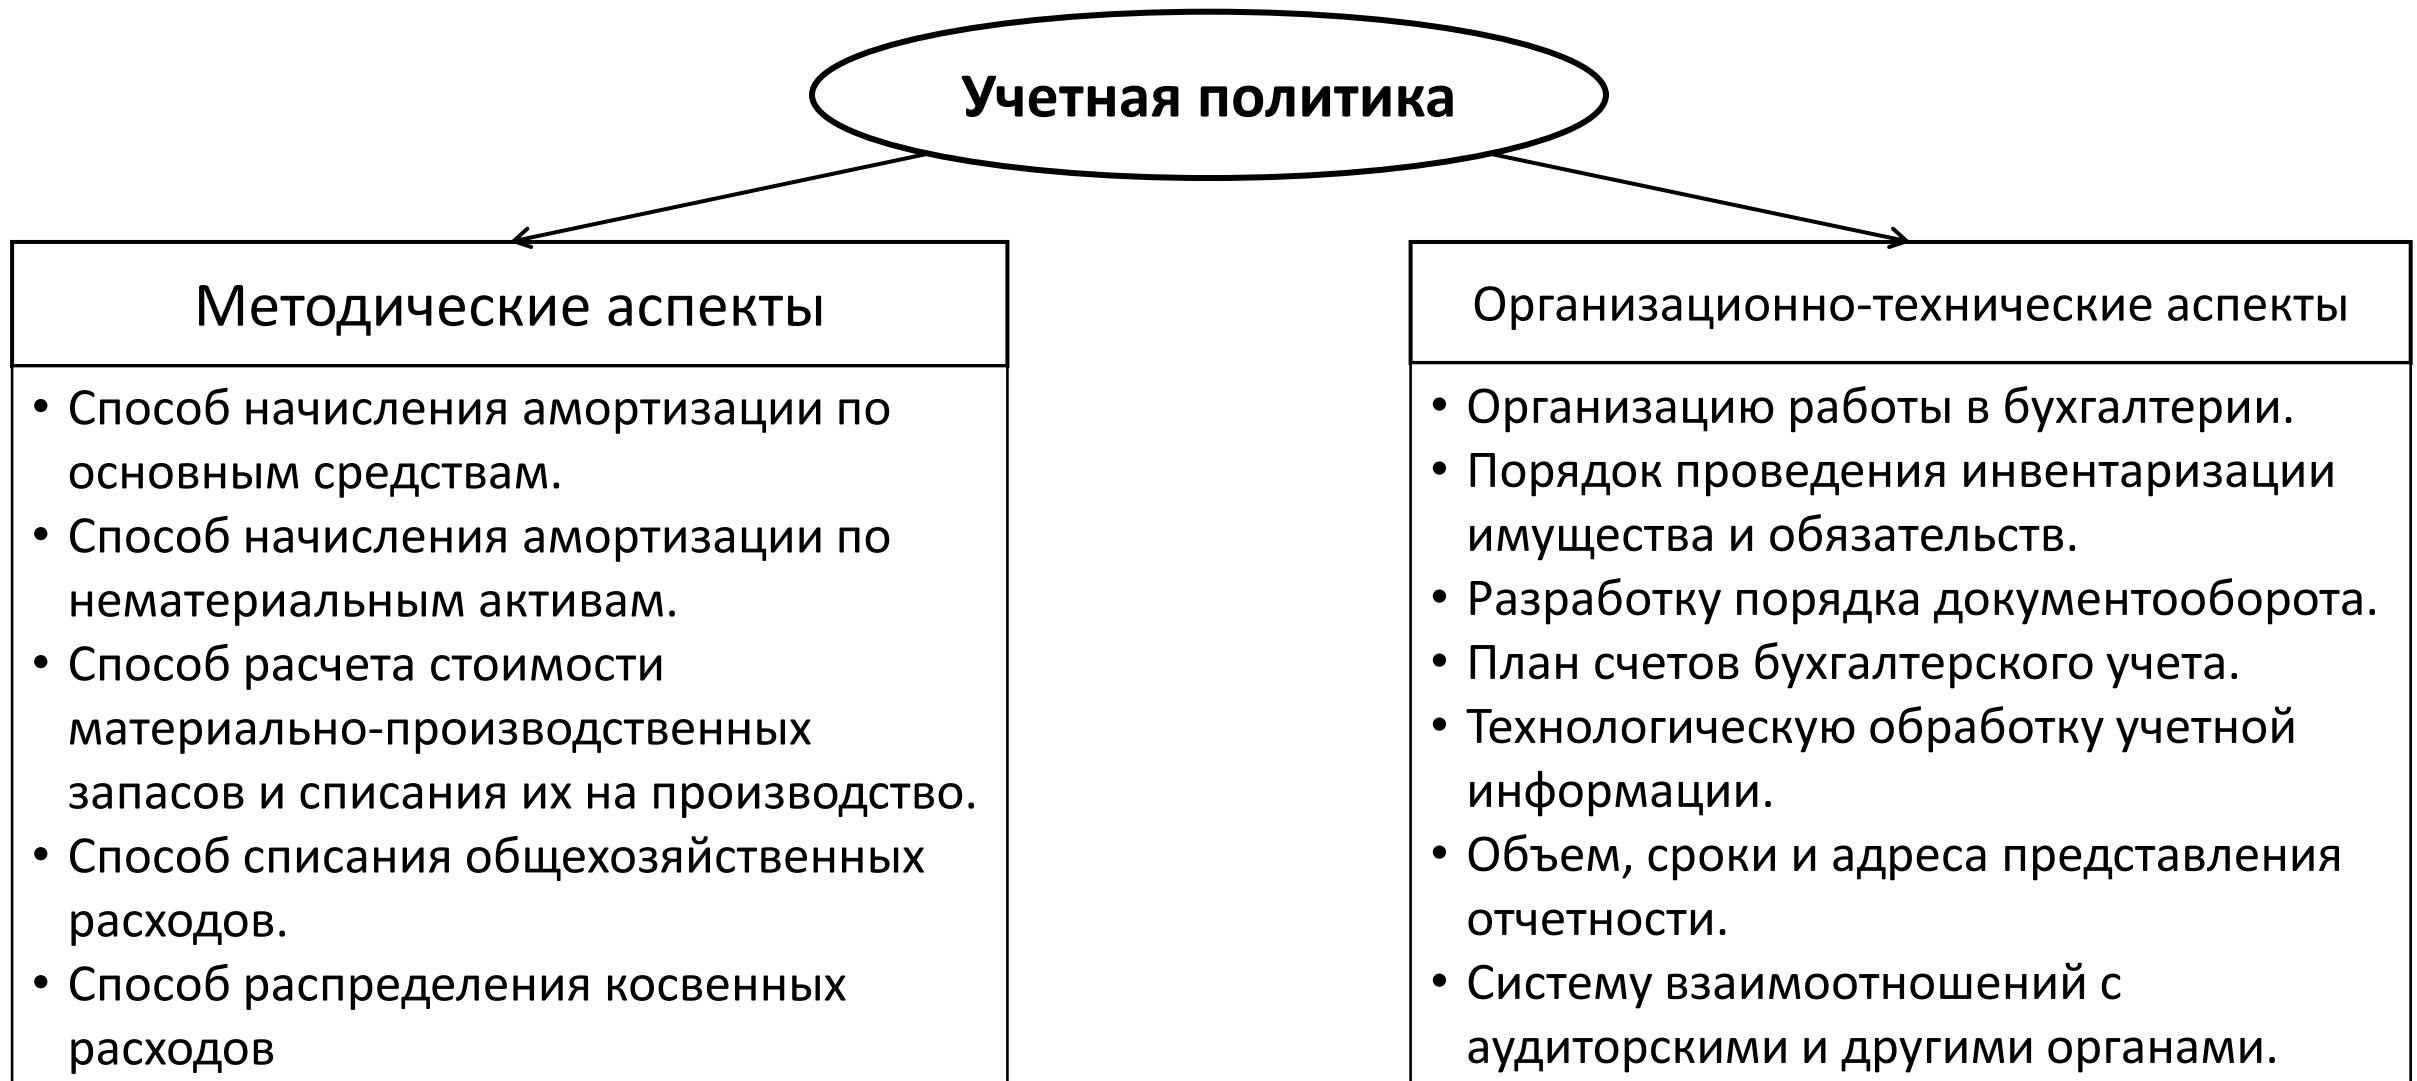 Учетная политика
Методические аспекты
• Способ начисления амортизации по
основным средствам.
• Способ начисления амортизации по
нематериальным активам.
• Способ расчета стоимости
материально-производственных
запасов и списания их на производство.
• Способ списания общехозяйственных
расходов.
• Способ распределения косвенных
расходов
Организационно-технические аспекты
• Организацию работы в бухгалтерии.
• Порядок проведения инвентаризации
имущества и обязательств.
• Разработку порядка документооборота.
• План счетов бухгалтерского учета.
• Технологическую обработку учетной
информации.
• Объем, сроки и адреса представления
отчетности.
• Систему взаимоотношений с
аудиторскими и другими органами.